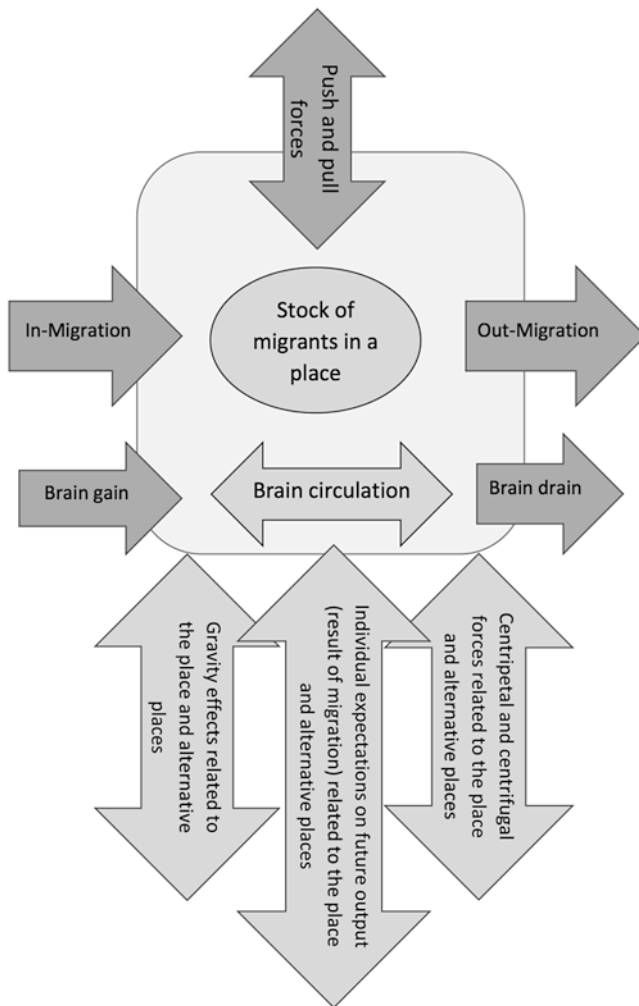 Push and pull
forces
Stock of
migrants in a
place
In-Migration
Out-Migration
Brain gain
Brain circulation
Brain drain
Gravity effects related to
the place and alternative
places
Individual expectations on future output
(result of migration) related to the place
and alternative places
Centripetal and centrifugal
forces related to the place
and alternative places